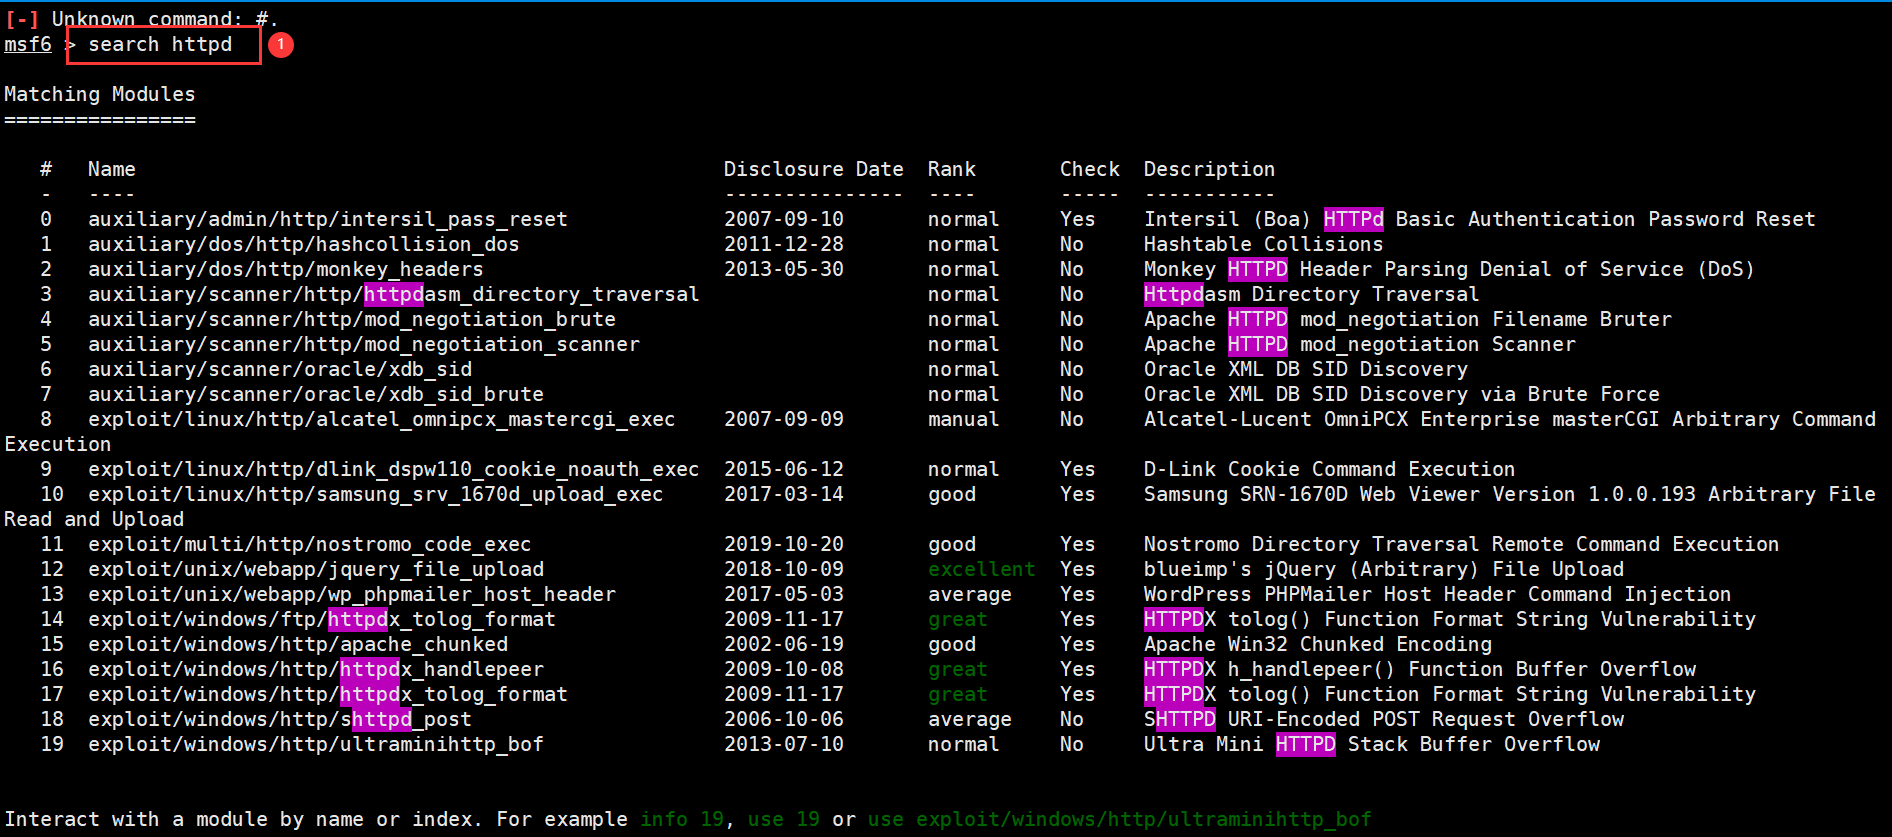 [-] Unknown command: #.
msf6 > search httpd 1
Matching Modules
================
#   Name   Disclosure Date   Rank   Check   Description
-   ----   ---------------   ----   -----   -----------
0   auxiliary/admin/http/intersil_pass_reset   2007-09-10   normal   Yes   Intersil (Boa) HTTPd Basic Authentication Password Reset
1   auxiliary/dos/http/hashcollision_dos   2011-12-28   normal   No   Hashtable Collisions
2   auxiliary/dos/http/monkey_headers   2013-05-30   normal   No   Monkey HTTPD Header Parsing Denial of Service (DoS)
3   auxiliary/scanner/http/httpdasm_directory_traversal   normal   No   Httpdasm Directory Traversal
4   auxiliary/scanner/http/mod_negotiation_brute   normal   No   Apache HTTPD mod_negotiation Filename Bruter
5   auxiliary/scanner/http/mod_negotiation_scanner   normal   No   Apache HTTPD mod_negotiation Scanner
6   auxiliary/scanner/oracle/xdb_sid   normal   No   Oracle XML DB SID Discovery
7   auxiliary/scanner/oracle/xdb_sid_brute   normal   No   Oracle XML DB SID Discovery via Brute Force
8   exploit/linux/http/alcatel_omnipcx_mastercgi_exec   2007-09-09   manual   No   Alcatel-Lucent OmniPCX Enterprise masterCGI Arbitrary Command
Execution
9   exploit/linux/http/dlink_dspw110_cookie_noauth_exec   2015-06-12   normal   Yes   D-Link Cookie Command Execution
10   exploit/linux/http/samsung_srv_1670d_upload_exec   2017-03-14   good   Yes   Samsung SRN-1670D Web Viewer Version 1.0.0.193 Arbitrary File
Read and Upload
11   exploit/multi/http/nostromo_code_exec   2019-10-20   good   Yes   Nostromo Directory Traversal Remote Command Execution
12   exploit/unix/webapp/jquery_file_upload   2018-10-09   excellent   Yes   blueimp's jQuery (Arbitrary) File Upload
13   exploit/unix/webapp/wp_phpmailer_host_header   2017-05-03   average   Yes   WordPress PHPMailer Host Header Command Injection
14   exploit/windows/ftp/httpdx_tolog_format   2009-11-17   great   Yes   HTTPDX tolog() Function Format String Vulnerability
15   exploit/windows/http/apache_chunked   2002-06-19   good   Yes   Apache Win32 Chunked Encoding
16   exploit/windows/http/httpdx_handlepeer   2009-10-08   great   Yes   HTTPDX h_handlepeer() Function Buffer Overflow
17   exploit/windows/http/httpdx_tolog_format   2009-11-17   great   Yes   HTTPDX tolog() Function Format String Vulnerability
18   exploit/windows/http/shttpd_post   2006-10-06   average   No   SHTTPD URI-Encoded POST Request Overflow
19   exploit/windows/http/ultraminihttp_bof   2013-07-10   normal   No   Ultra Mini HTTPD Stack Buffer Overflow
Interact with a module by name or index. For example info 19, use 19 or use exploit/windows/http/ultraminihttp_bof